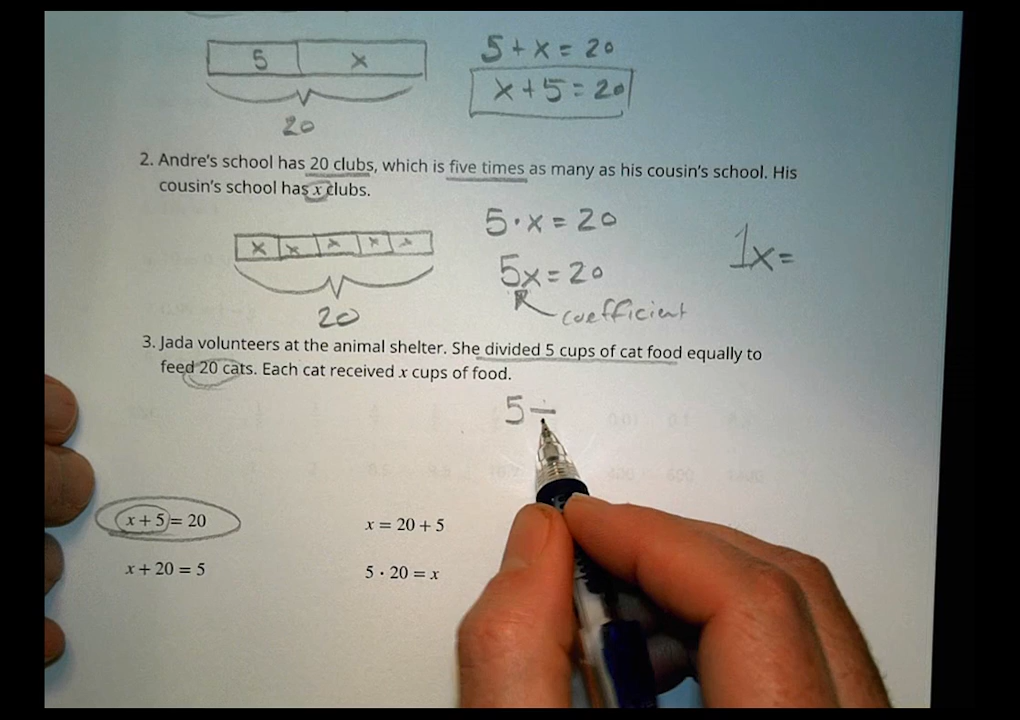 5 x
5 + x = 20
x + 5 = 20
20
2. Andre's school has 20 clubs, which is five times as many as his cousin's school. His
cousin's school has x clubs.
5 · x = 20
x x x x x
1x =
5x = 20
coefficient
20
3. Jada volunteers at the animal shelter. She divided 5 cups of cat food equally to
feed 20 cats. Each cat received x cups of food.
5 ÷
x + 5 = 20
x = 20 + 5
x + 20 = 5
5 · 20 = x